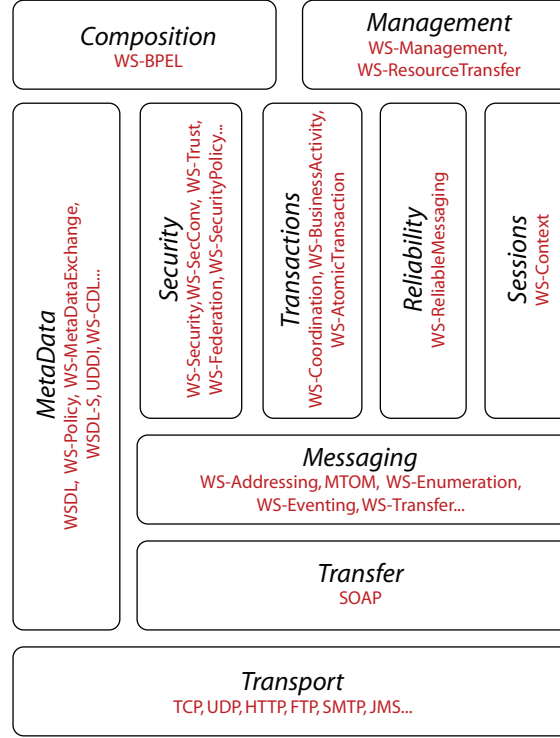 Composition
WS-BPEL
Management
WS-Management,
WS-ResourceTransfer
MetaData
WSDL, WS-Policy, WS-MetaDataExchange,
WSDL-S, UDDI, WS-CDL...
Security
WS-Security, WS-SecConv, WS-Trust,
WS-Federation, WS-SecurityPolicy...
Transactions
WS-Coordination, WS-BusinessActivity,
WS-AtomicTransaction
Reliability
WS-ReliableMessaging
Sessions
WS-Context
Messaging
WS-Addressing, MTOM, WS-Enumeration,
WS-Eventing, WS-Transfer...
Transfer
SOAP
Transport
TCP, UDP, HTTP, FTP, SMTP, JMS...